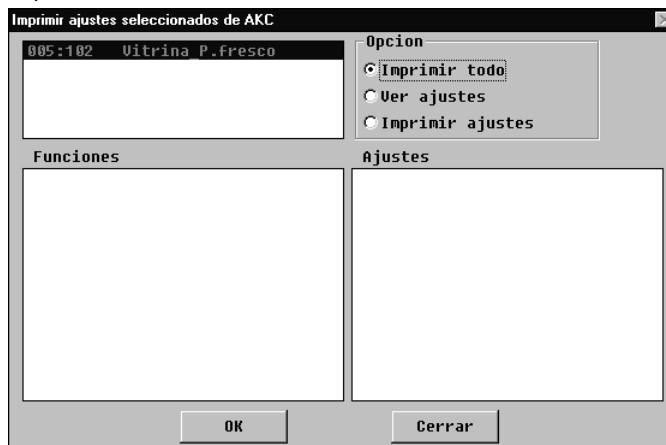 Imprimir ajustes seleccionados de AKC
005:102 Vitrina_P.fresco
Opcion
Imprimir todo
Ver ajustes
Imprimir ajustes
Funciones
Ajustes
OK
Cerrar